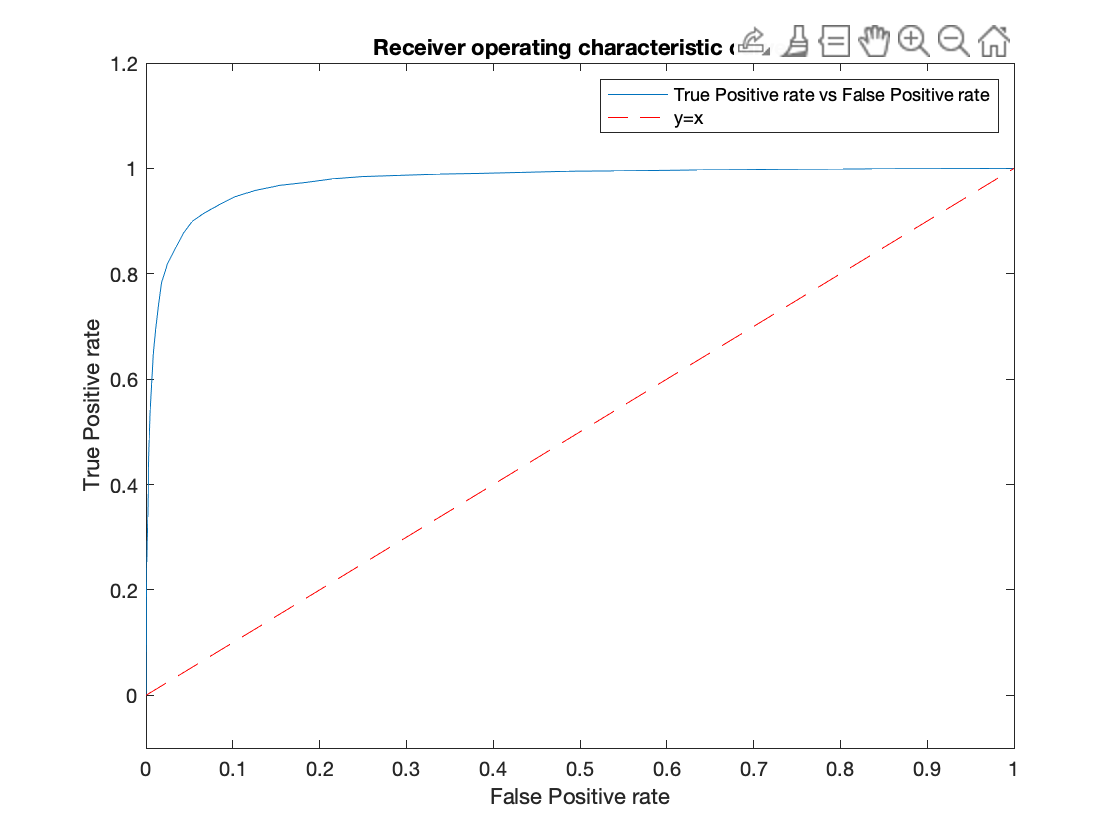 Receiver operating characteristic
True Positive rate vs False Positive rate
y=x
1.2
1
0.8
0.6
0.4
0.2
0
True Positive rate
0 0.1 0.2 0.3 0.4 0.5 0.6 0.7 0.8 0.9 1
False Positive rate